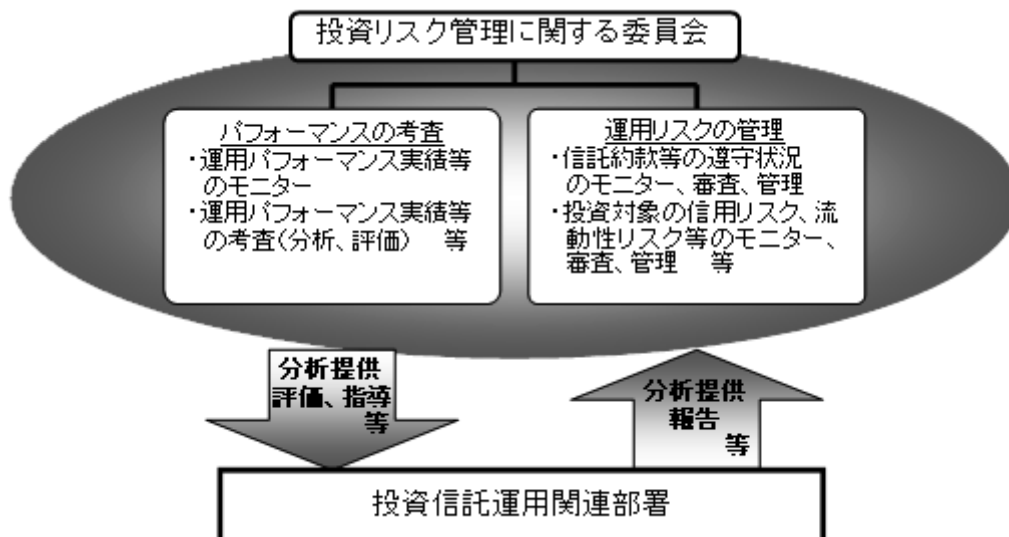 投資リスク管理に関する委員会
パフォーマンスの考査
・運用パフォーマンス実績等
のモニター
・運用パフォーマンス実績等
の考査(分析、評価) 等
運用リスクの管理
・信託約款等の遵守状況
のモニター、審査、管理
・投資対象の信用リスク、流
動性リスク等のモニター、
審査、管理 等
分析提供
評価、指導
等
分析提供
報告
等
投資信託運用関連部署